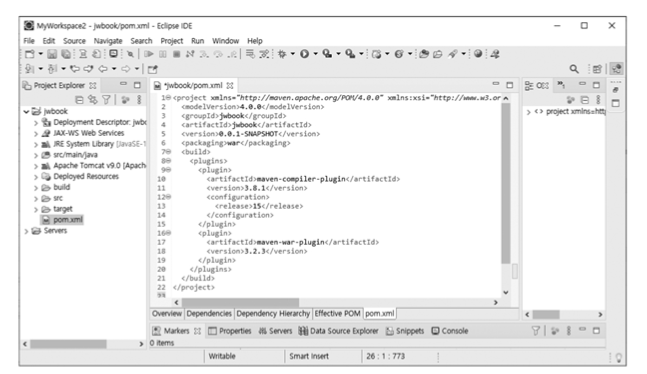 MyWorkspace2 - jwbook/pom.xml - Eclipse IDE
File Edit Source Navigate Search Project Run Window Help
Project Explorer
*jwbook/pom.xml
jwbook
Deployment Descriptor: jwbc
JAX-WS Web Services
JRE System Library [JavaSE-1
src/main/java
Apache Tomcat v9.0 [Apach
Deployed Resources
build
src
target
pom.xml
Servers
1 <project xmlns="http://maven.apache.org/POM/4.0.0" xmlns:xsi="http://www.w3.or
2 <modelVersion>4.0.0</modelVersion>
3 <groupId>jwbook</groupId>
4 <artifactId>jwbook</artifactId>
5 <version>0.0.1-SNAPSHOT</version>
6 <packaging>war</packaging>
7 <build>
8 <plugins>
9 <plugin>
10 <artifactId>maven-compiler-plugin</artifactId>
11 <version>3.8.1</version>
12 <configuration>
13 <release>15</release>
14 </configuration>
15 </plugin>
16 <plugin>
17 <artifactId>maven-war-plugin</artifactId>
18 <version>3.2.3</version>
19 </plugin>
20 </plugins>
21 </build>
22 </project>
project xmlns=htt
Overview Dependencies Dependency Hierarchy Effective POM pom.xml
Markers Properties Servers Data Source Explorer Snippets Console
0 items
Writable Smart Insert 26 : 1 : 773